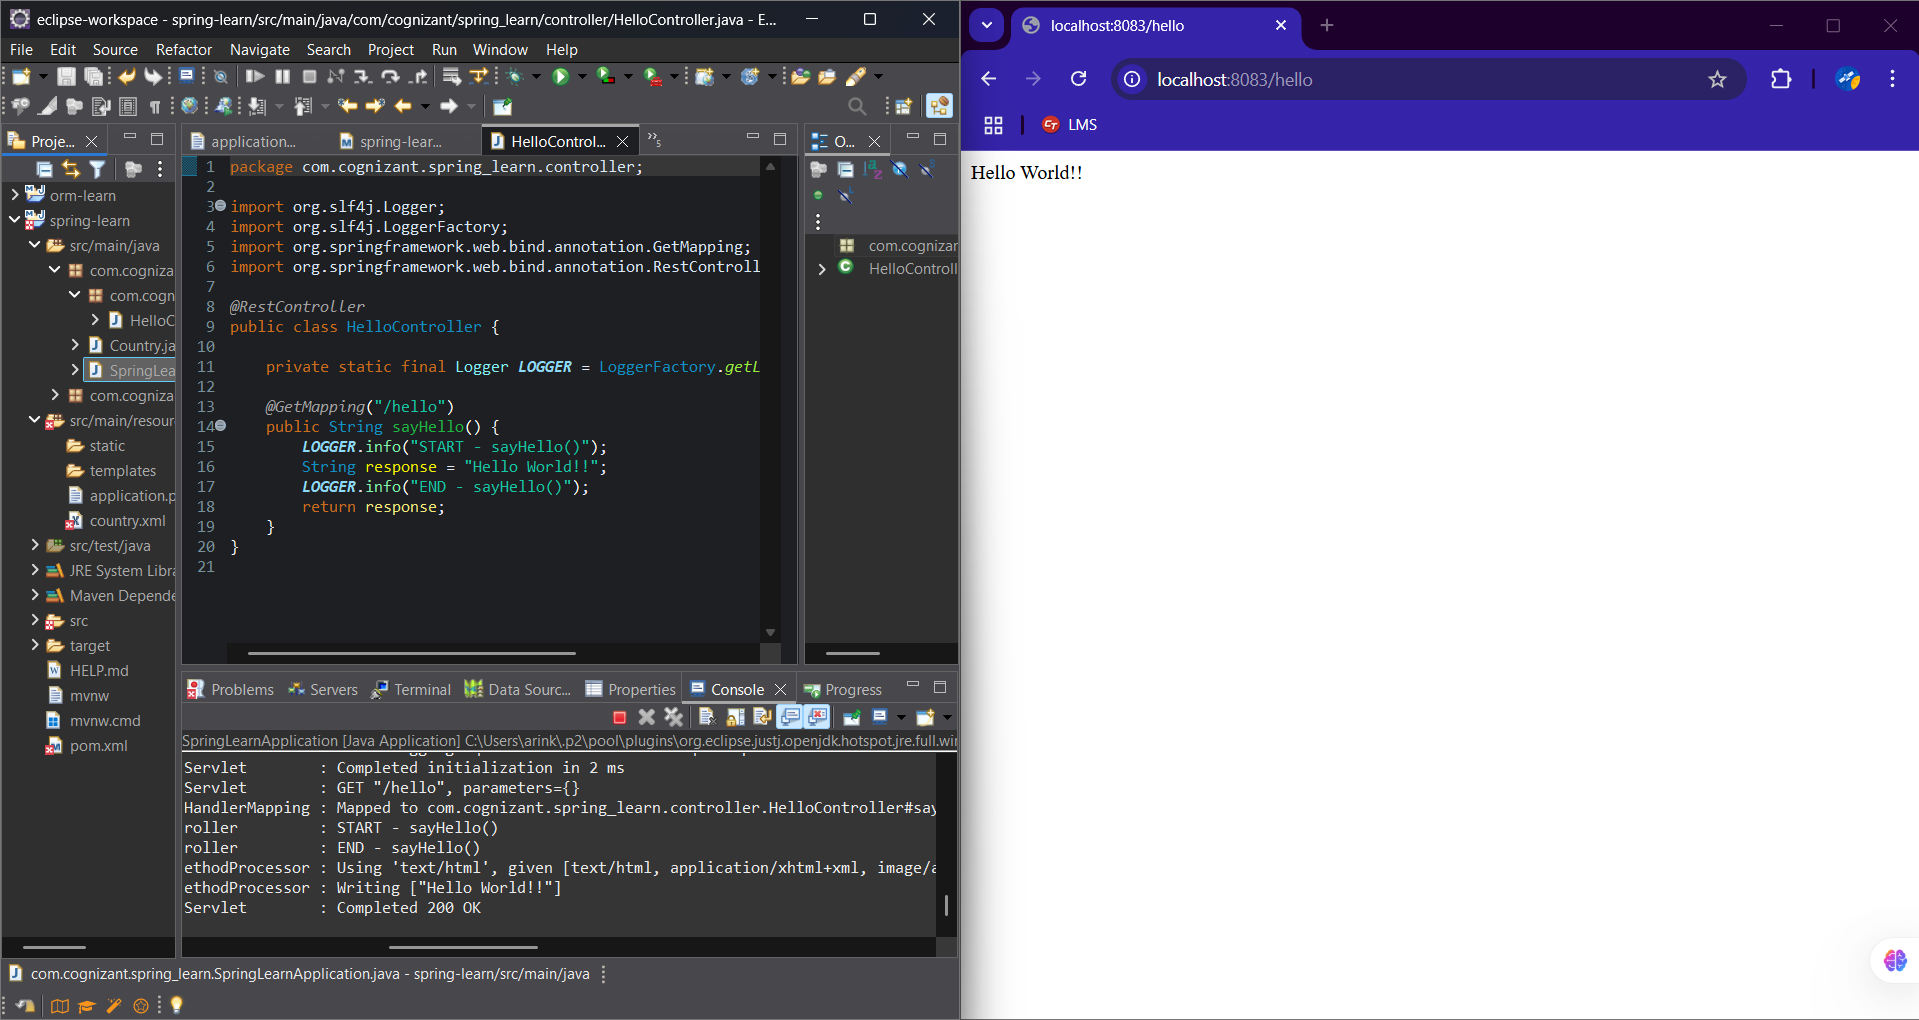 eclipse-workspace - spring-learn/src/main/java/com/cognizant/spring_learn/controller/HelloController.java - E...
File Edit Source Refactor Navigate Search Project Run Window Help
Proje...
orm-learn
spring-learn
src/main/java
com.cogniza
com.cogn
HelloC
Country.ja
SpringLea
com.cogniza
src/main/resour
static
templates
application.p
country.xml
src/test/java
JRE System Libra
Maven Depende
src
target
HELP.md
mvnw
mvnw.cmd
pom.xml
application...
spring-lear...
HelloControl...
»5
1 package com.cognizant.spring_learn.controller;
2
3 import org.slf4j.Logger;
4 import org.slf4j.LoggerFactory;
5 import org.springframework.web.bind.annotation.GetMapping;
6 import org.springframework.web.bind.annotation.RestControll
7
8 @RestController
9 public class HelloController {
10
11 private static final Logger LOGGER = LoggerFactory.getL
12
13 @GetMapping("/hello")
14 public String sayHello() {
15 LOGGER.info("START - sayHello()");
16 String response = "Hello World!!";
17 LOGGER.info("END - sayHello()");
18 return response;
19 }
20 }
21
O...
com.cognizar
HelloControll
Problems Servers Terminal Data Sourc... Properties Console Progress
SpringLearnApplication [Java Application] C:\Users\arink\.p2\pool\plugins\org.eclipse.justj.openjdk.hotspot.jre.full.wi
Servlet : Completed initialization in 2 ms
Servlet : GET "/hello", parameters={}
HandlerMapping : Mapped to com.cognizant.spring_learn.controller.HelloController#say
roller : START - sayHello()
roller : END - sayHello()
ethodProcessor : Using 'text/html', given [text/html, application/xhtml+xml, image/a
ethodProcessor : Writing ["Hello World!!"]
Servlet : Completed 200 OK
com.cognizant.spring_learn.SpringLearnApplication.java - spring-learn/src/main/java
localhost:8083/hello
localhost:8083/hello
LMS
Hello World!!